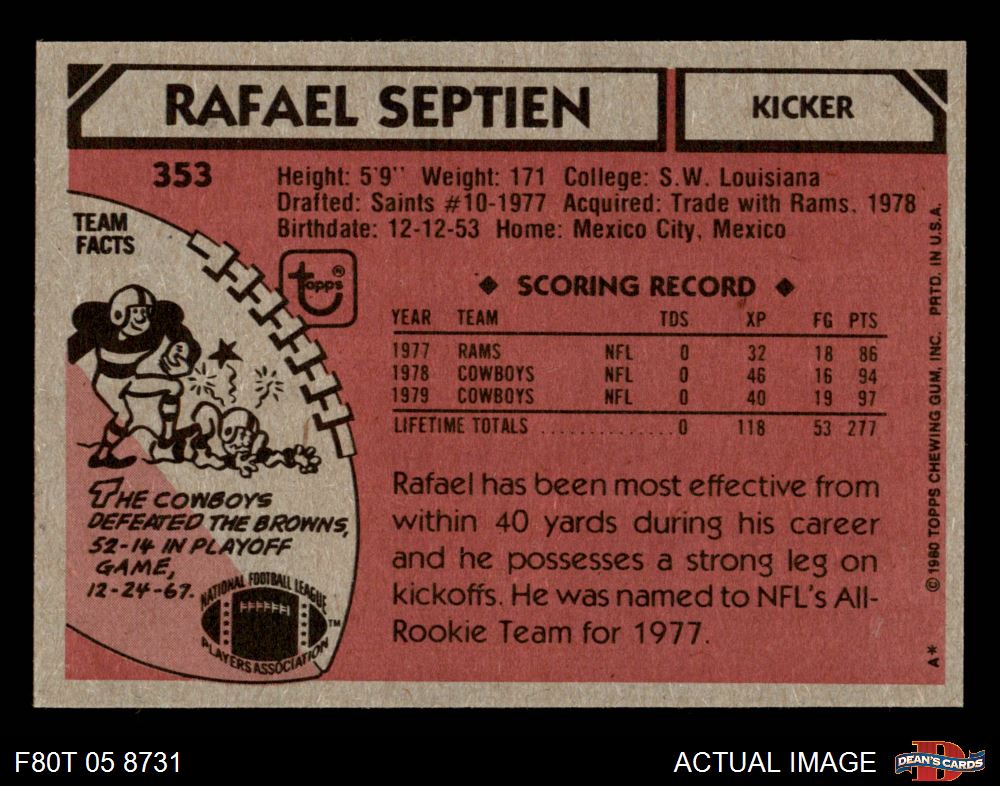 RAFAEL SEPTIEN
KICKER
353
Height: 5'9'' Weight: 171 College: S.W. Louisiana
Drafted: Saints #10-1977 Acquired: Trade with Rams, 1978
Birthdate: 12-12-53 Home: Mexico City, Mexico
TEAM
FACTS
topps®
◆ SCORING RECORD ◆
YEAR TEAM TDS XP FG PTS
1977 RAMS NFL 0 32 18 86
1978 COWBOYS NFL 0 46 16 94
1979 COWBOYS NFL 0 40 19 97
LIFETIME TOTALS ..............0 118 53 277
Rafael has been most effective from
within 40 yards during his career
and he possesses a strong leg on
kickoffs. He was named to NFL's All-
Rookie Team for 1977.
THE COWBOYS
DEFEATED THE BROWNS,
52-14 IN PLAYOFF
GAME,
12-24-67.
NATIONAL FOOTBALL LEAGUE
PLAYERS ASSOCIATION
TM
A* ©1980 TOPPS CHEWING GUM, INC. PRTD. IN U.S.A.
F80T 05 8731
ACTUAL IMAGE
D
DEAN'S CARDS